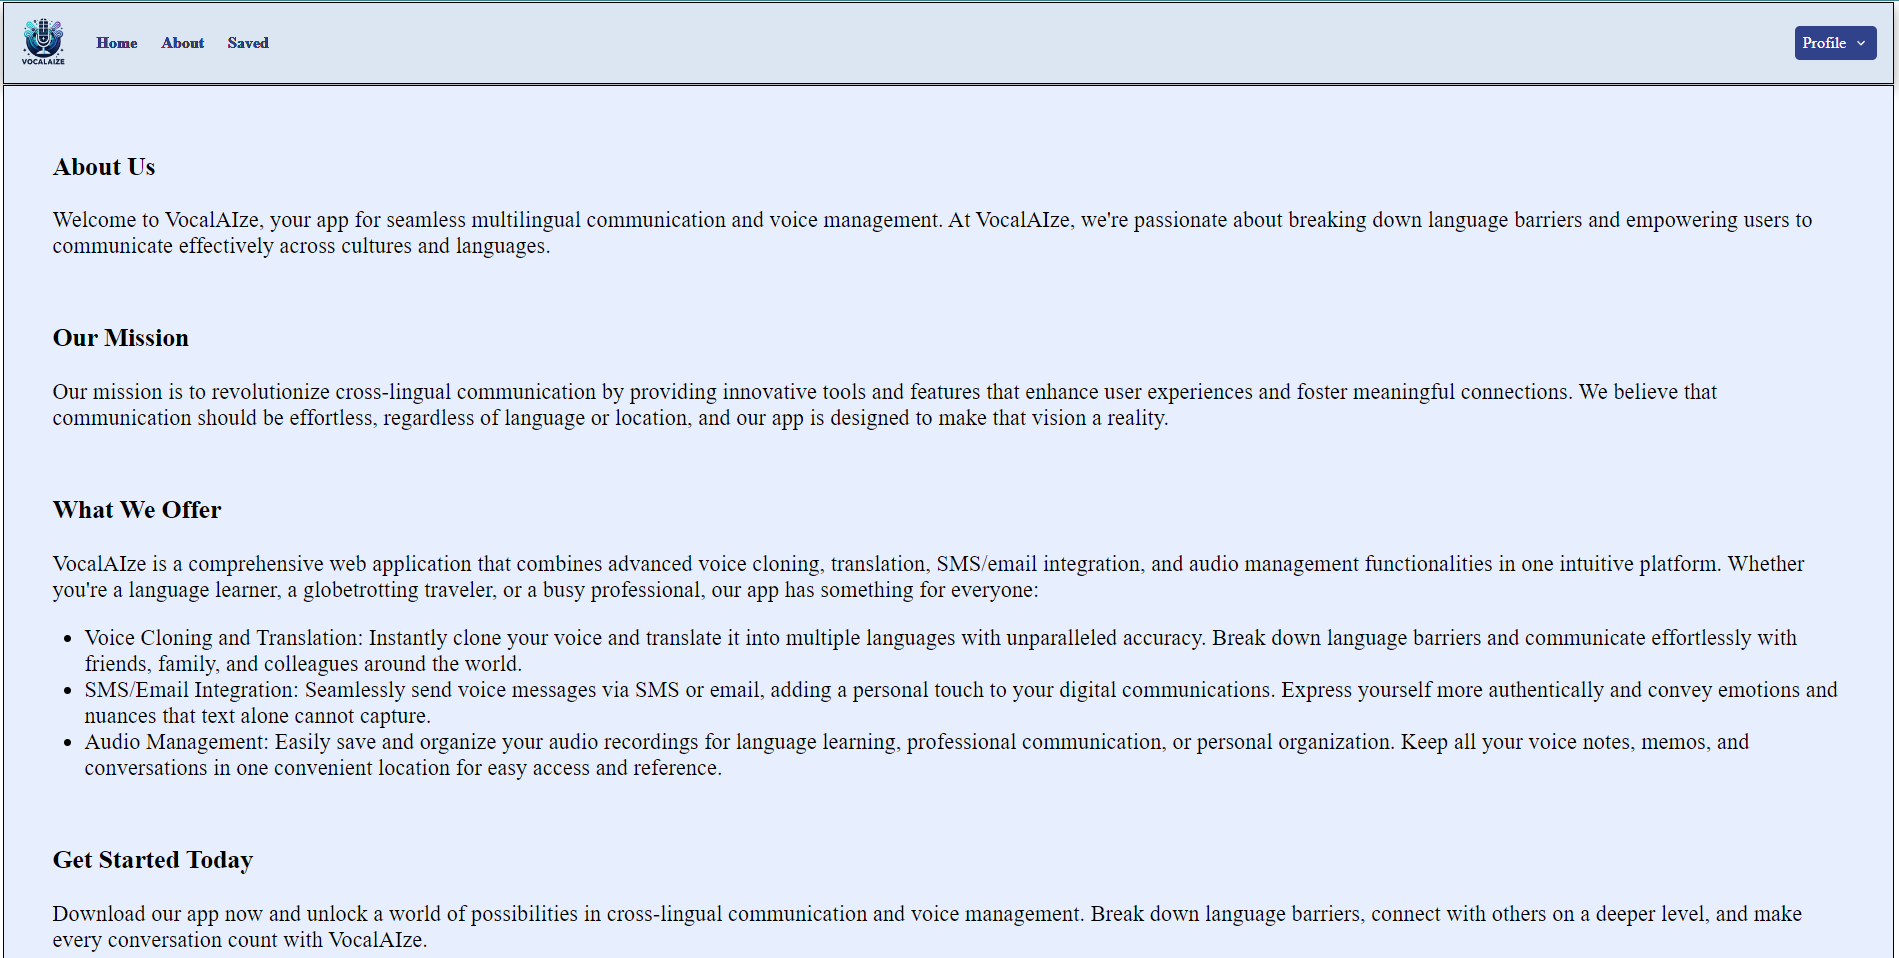 VOCALAIZE
Home About Saved Profile
About Us
Welcome to VocalAIze, your app for seamless multilingual communication and voice management. At VocalAIze, we're passionate about breaking down language barriers and empowering users to
communicate effectively across cultures and languages.
Our Mission
Our mission is to revolutionize cross-lingual communication by providing innovative tools and features that enhance user experiences and foster meaningful connections. We believe that
communication should be effortless, regardless of language or location, and our app is designed to make that vision a reality.
What We Offer
VocalAIze is a comprehensive web application that combines advanced voice cloning, translation, SMS/email integration, and audio management functionalities in one intuitive platform. Whether
you're a language learner, a globetrotting traveler, or a busy professional, our app has something for everyone:
• Voice Cloning and Translation: Instantly clone your voice and translate it into multiple languages with unparalleled accuracy. Break down language barriers and communicate effortlessly with
friends, family, and colleagues around the world.
• SMS/Email Integration: Seamlessly send voice messages via SMS or email, adding a personal touch to your digital communications. Express yourself more authentically and convey emotions and
nuances that text alone cannot capture.
• Audio Management: Easily save and organize your audio recordings for language learning, professional communication, or personal organization. Keep all your voice notes, memos, and
conversations in one convenient location for easy access and reference.
Get Started Today
Download our app now and unlock a world of possibilities in cross-lingual communication and voice management. Break down language barriers, connect with others on a deeper level, and make
every conversation count with VocalAIze.